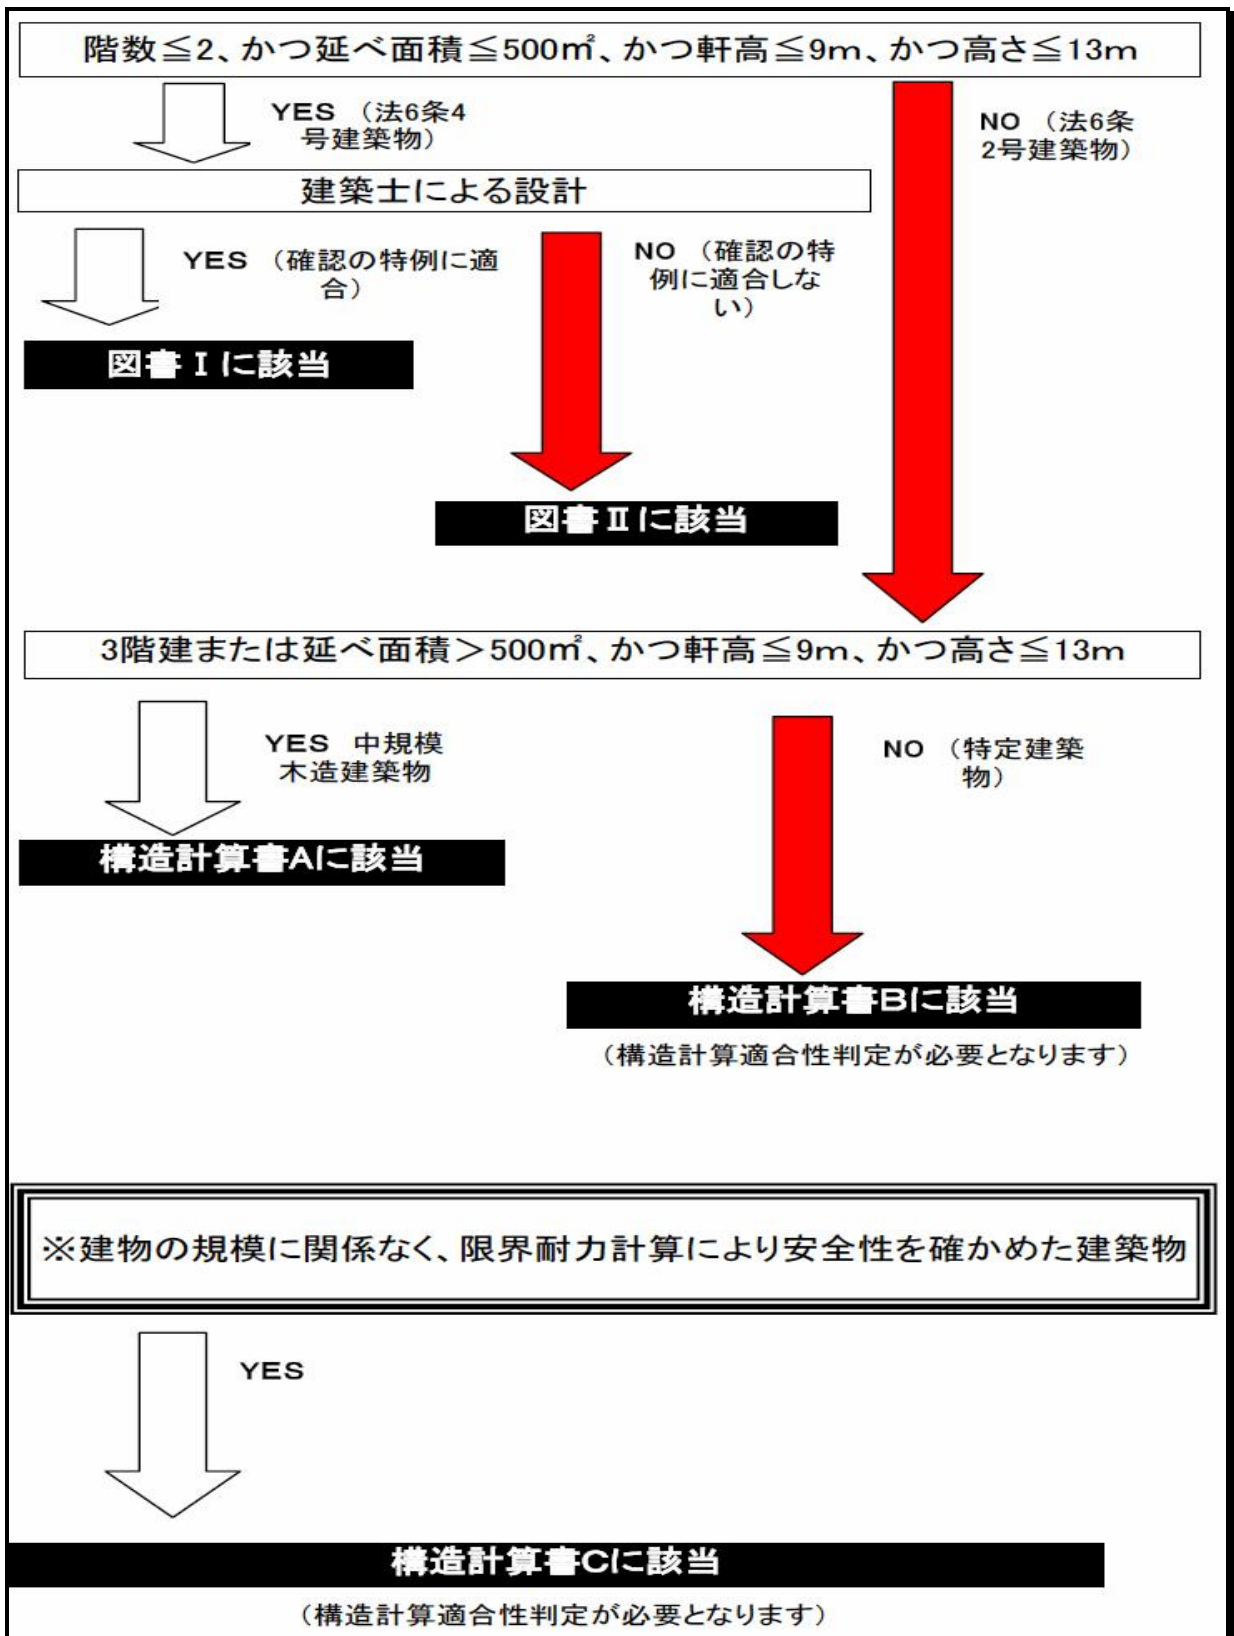 階数≦2、かつ延べ面積≦500㎡、かつ軒高≦9m、かつ高さ≦13m
YES （法6条4
号建築物）
NO （法6条
2号建築物）
建築士による設計
YES （確認の特例に適
合）
NO （確認の特
例に適合しな
い）
図書Ⅰに該当
図書Ⅱに該当
3階建または延べ面積＞500㎡、かつ軒高≦9m、かつ高さ≦13m
YES 中規模
木造建築物
NO （特定建築
物）
構造計算書Aに該当
構造計算書Bに該当
（構造計算適合性判定が必要となります）
※建物の規模に関係なく、限界耐力計算により安全性を確かめた建築物
YES
構造計算書Cに該当
（構造計算適合性判定が必要となります）